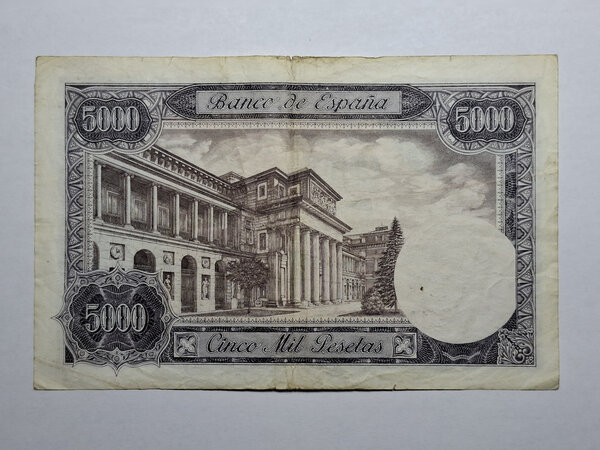 5000 Banco de España 5000
5000 Cinco Mil Pesetas